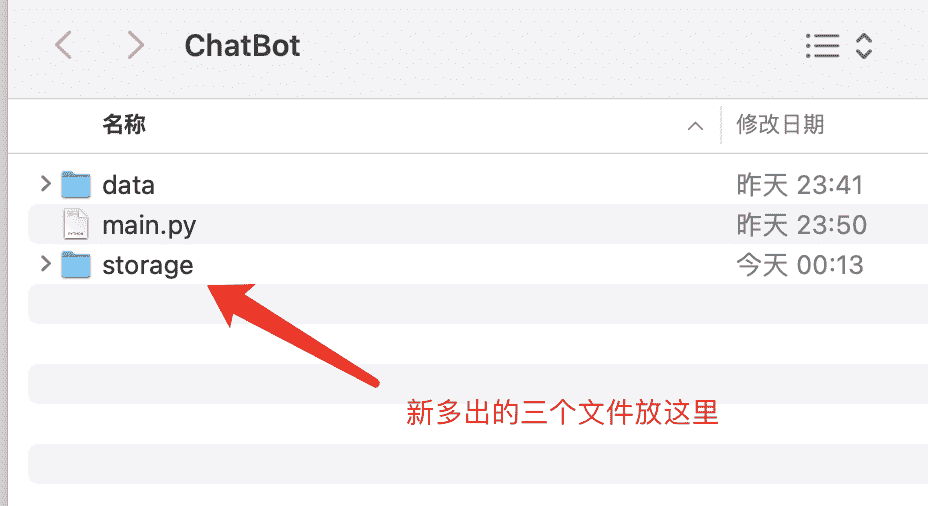 ChatBot
名称 修改日期
data 昨天 23:41
main.py 昨天 23:50
storage 今天 00:13
新多出的三个文件放这里